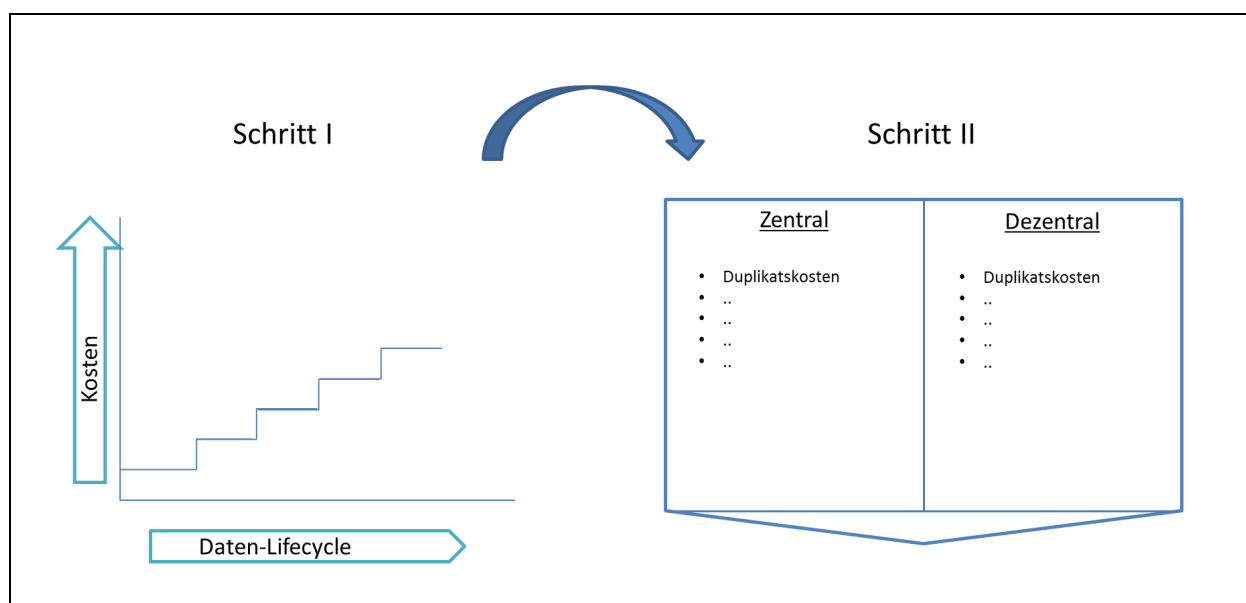 Schritt I
Kosten
Daten-Lifecycle
Schritt II
Zentral
• Duplikatskosten
• ..
• ..
• ..
• ..
Dezentral
• Duplikatskosten
• ..
• ..
• ..
• ..